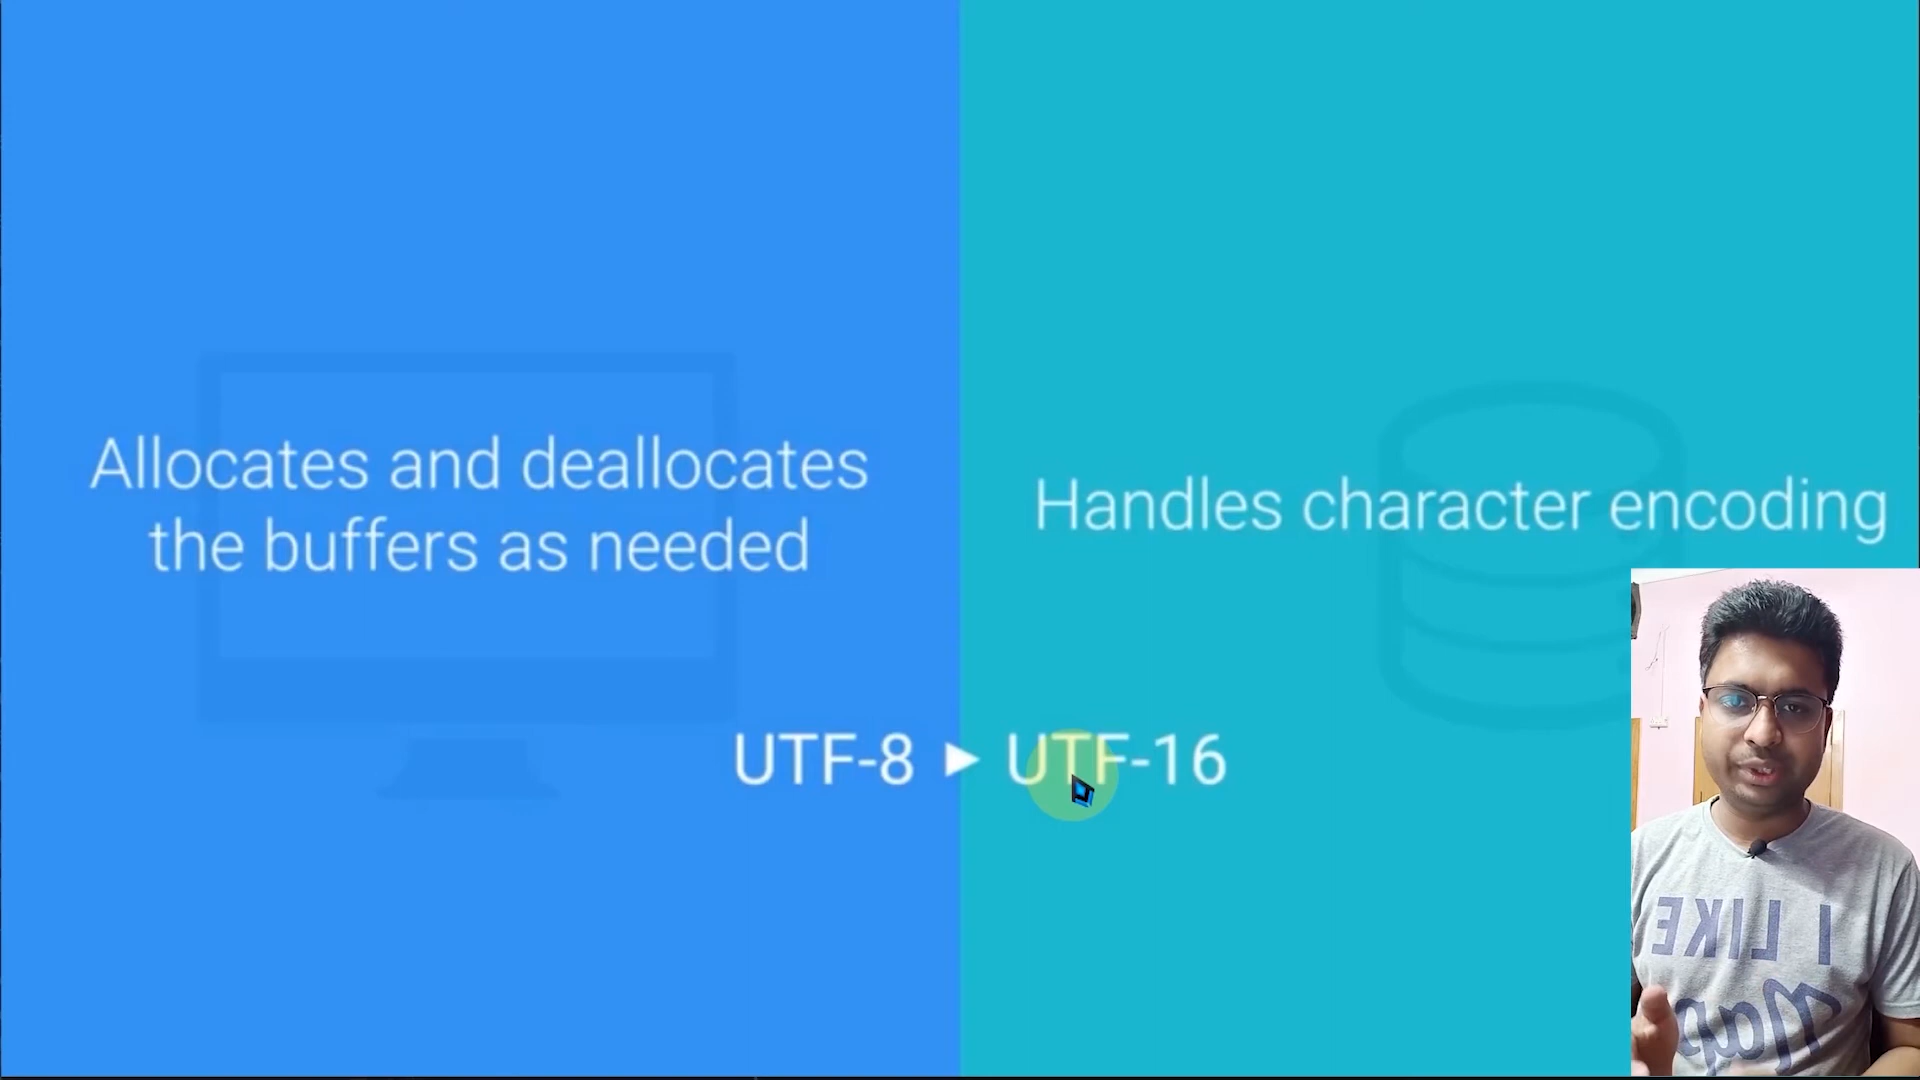 Allocates and deallocates
the buffers as needed
Handles character encoding
UTF-8 ▶ UTF-16
I LIKE